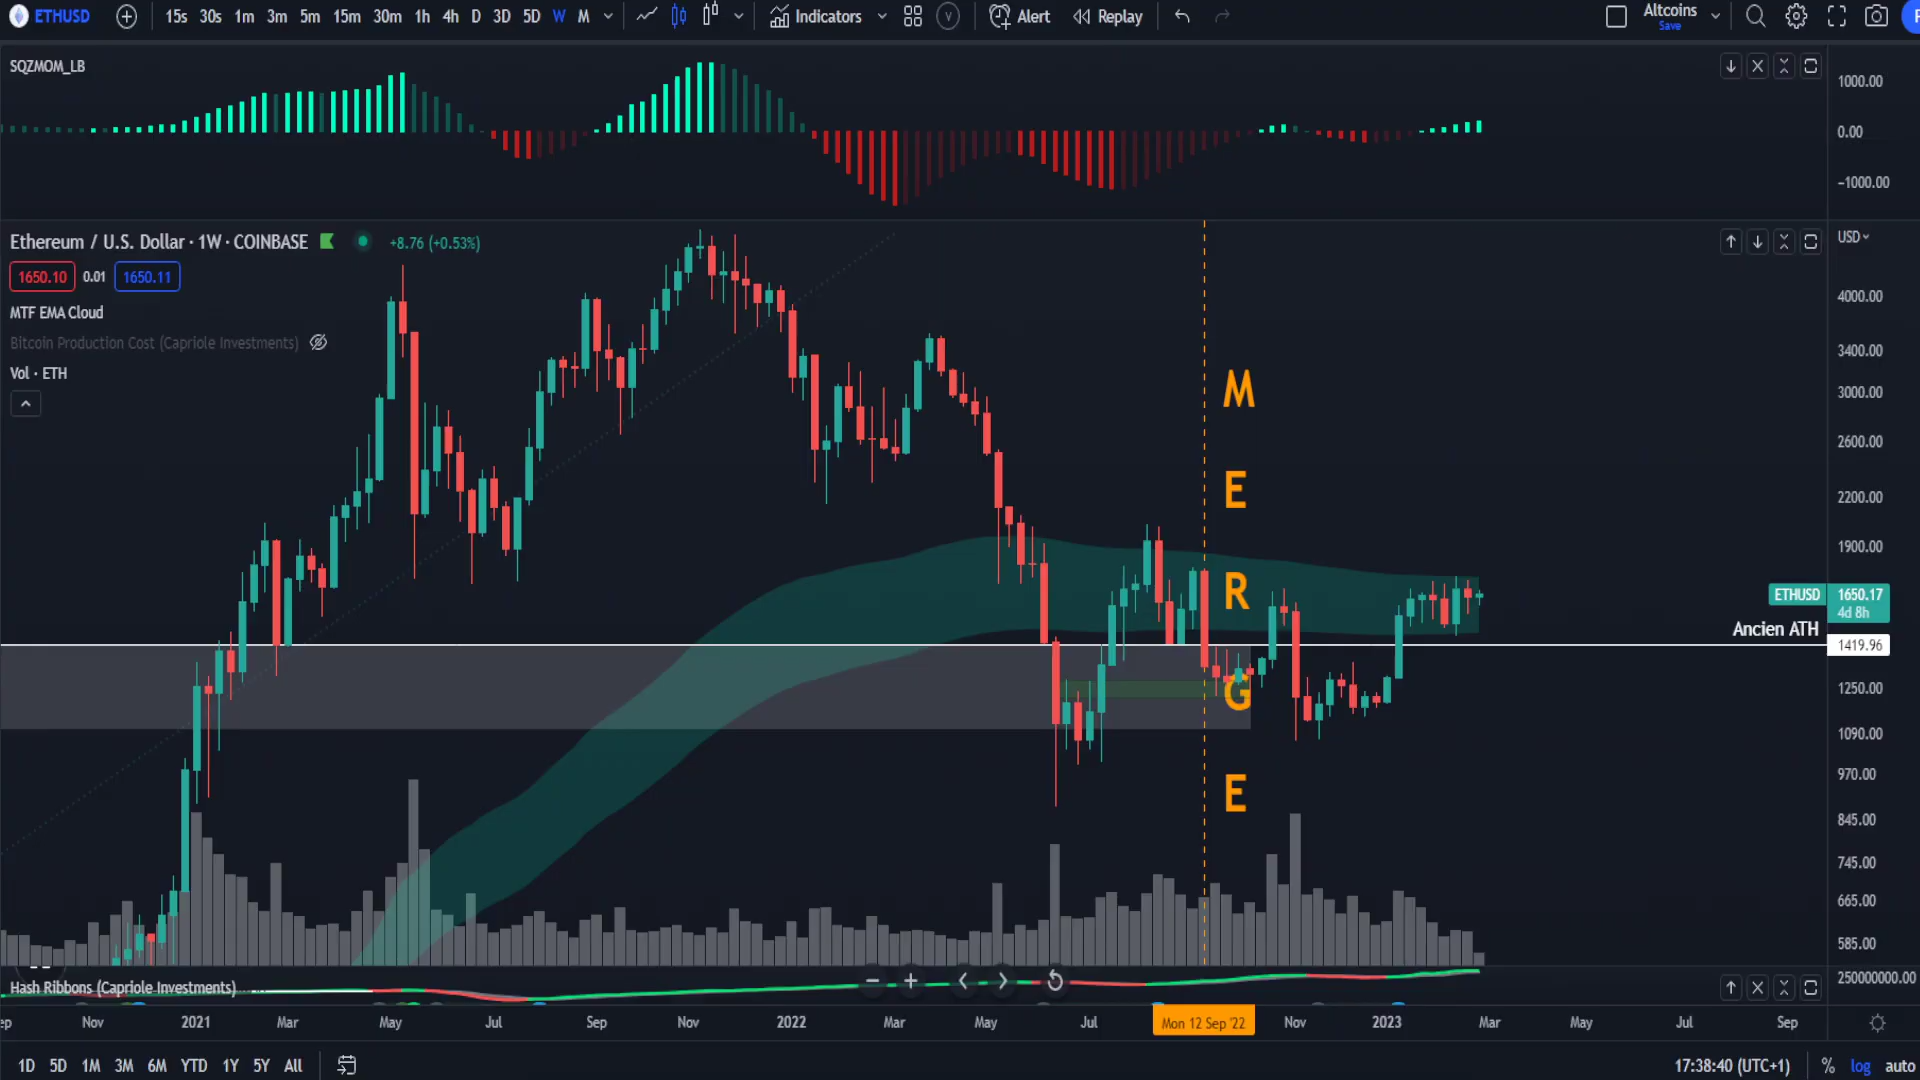 ETHUSD 15s 30s 1m 3m 5m 15m 30m 1h 4h D 3D 5D W M Indicators V Alert Replay Altcoins
Save
SQZMOM_LB
1000.00
0.00
−1000.00
Ethereum / U.S. Dollar · 1W · COINBASE +8.76 (+0.53%)
USD
1650.10 0.01 1650.11
MTF EMA Cloud
Bitcoin Production Cost (Capriole Investments)
Vol · ETH
4000.00
3400.00
3000.00
2600.00
2200.00
1900.00
M
E
R
G
E
ETHUSD 1650.17
4d 8h
Ancien ATH
1419.96
1250.00
1090.00
970.00
845.00
745.00
665.00
585.00
Hash Ribbons (Capriole Investments)
250000000.00
ep Nov 2021 Mar May Jul Sep Nov 2022 Mar May Jul Mon 12 Sep '22 Nov 2023 Mar May Jul Sep
1D 5D 1M 3M 6M YTD 1Y 5Y All 17:38:40 (UTC+1) % log auto